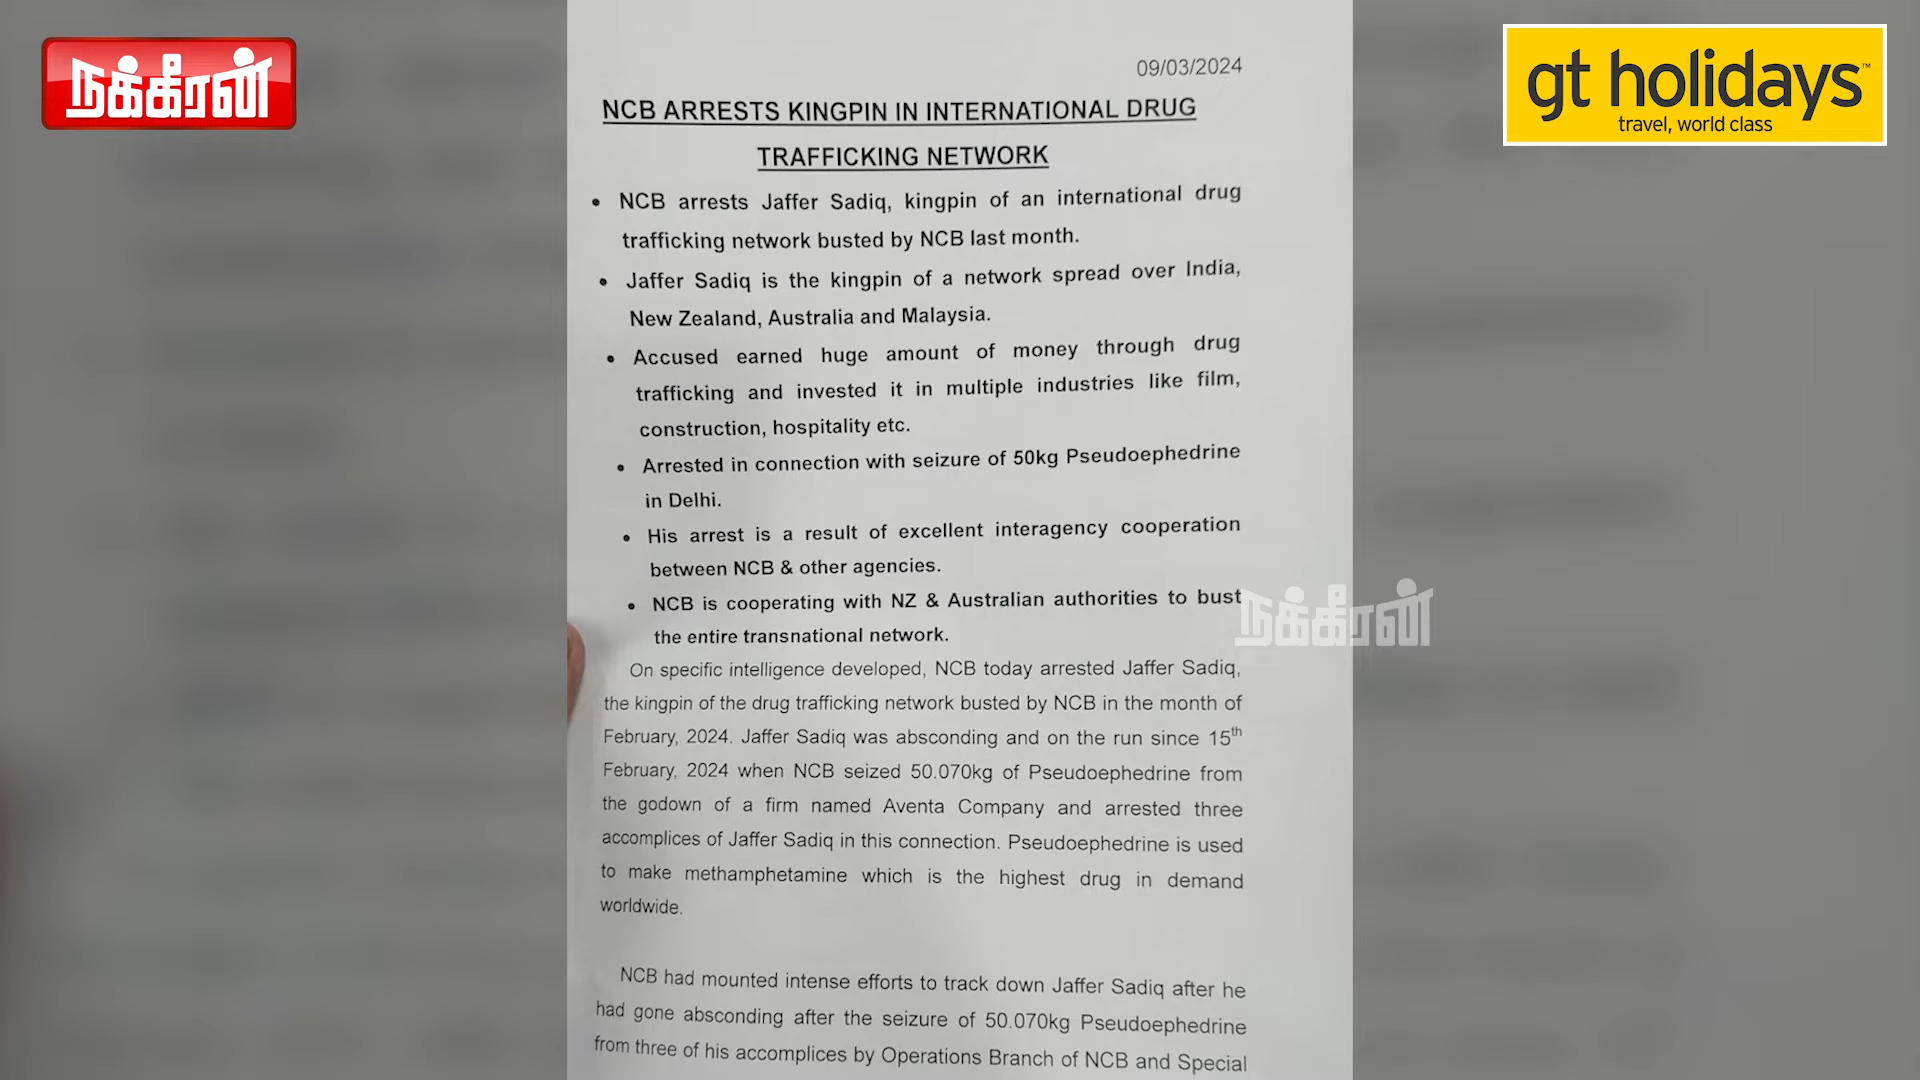 நக்கீரன்
gt holidays™
travel, world class
09/03/2024
NCB ARRESTS KINGPIN IN INTERNATIONAL DRUG
TRAFFICKING NETWORK
• NCB arrests Jaffer Sadiq, kingpin of an international drug
trafficking network busted by NCB last month.
• Jaffer Sadiq is the kingpin of a network spread over India,
New Zealand, Australia and Malaysia.
• Accused earned huge amount of money through drug
trafficking and invested it in multiple industries like film,
construction, hospitality etc.
• Arrested in connection with seizure of 50kg Pseudoephedrine
in Delhi.
• His arrest is a result of excellent interagency cooperation
between NCB & other agencies.
• NCB is cooperating with NZ & Australian authorities to bust
the entire transnational network.
நக்கீரன்
On specific intelligence developed, NCB today arrested Jaffer Sadiq,
the kingpin of the drug trafficking network busted by NCB in the month of
February, 2024. Jaffer Sadiq was absconding and on the run since 15th
February, 2024 when NCB seized 50.070kg of Pseudoephedrine from
the godown of a firm named Aventa Company and arrested three
accomplices of Jaffer Sadiq in this connection. Pseudoephedrine is used
to make methamphetamine which is the highest drug in demand
worldwide.
NCB had mounted intense efforts to track down Jaffer Sadiq after he
had gone absconding after the seizure of 50.070kg Pseudoephedrine
from three of his accomplices by Operations Branch of NCB and Special